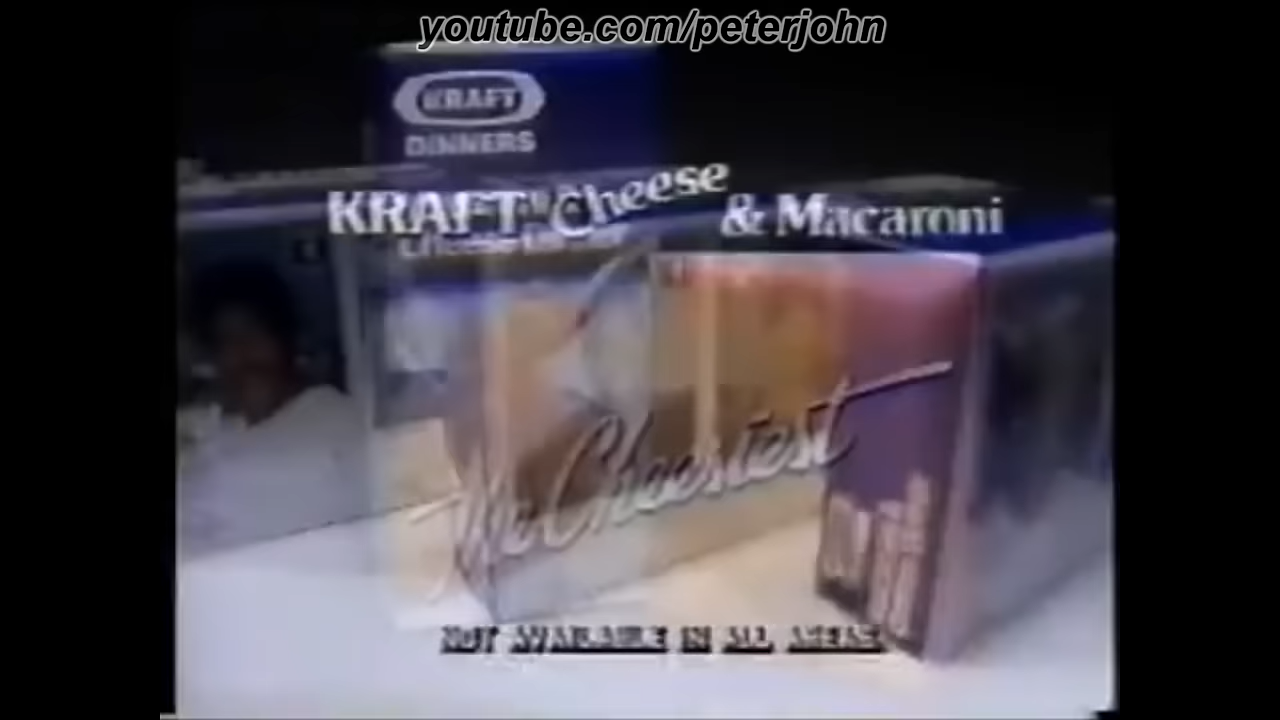 youtube.com/peterjohn
KRAFT
DINNERS
KRAFT Cheese & Macaroni
The Cheesiest
NOT AVAILABLE IN ALL AREAS